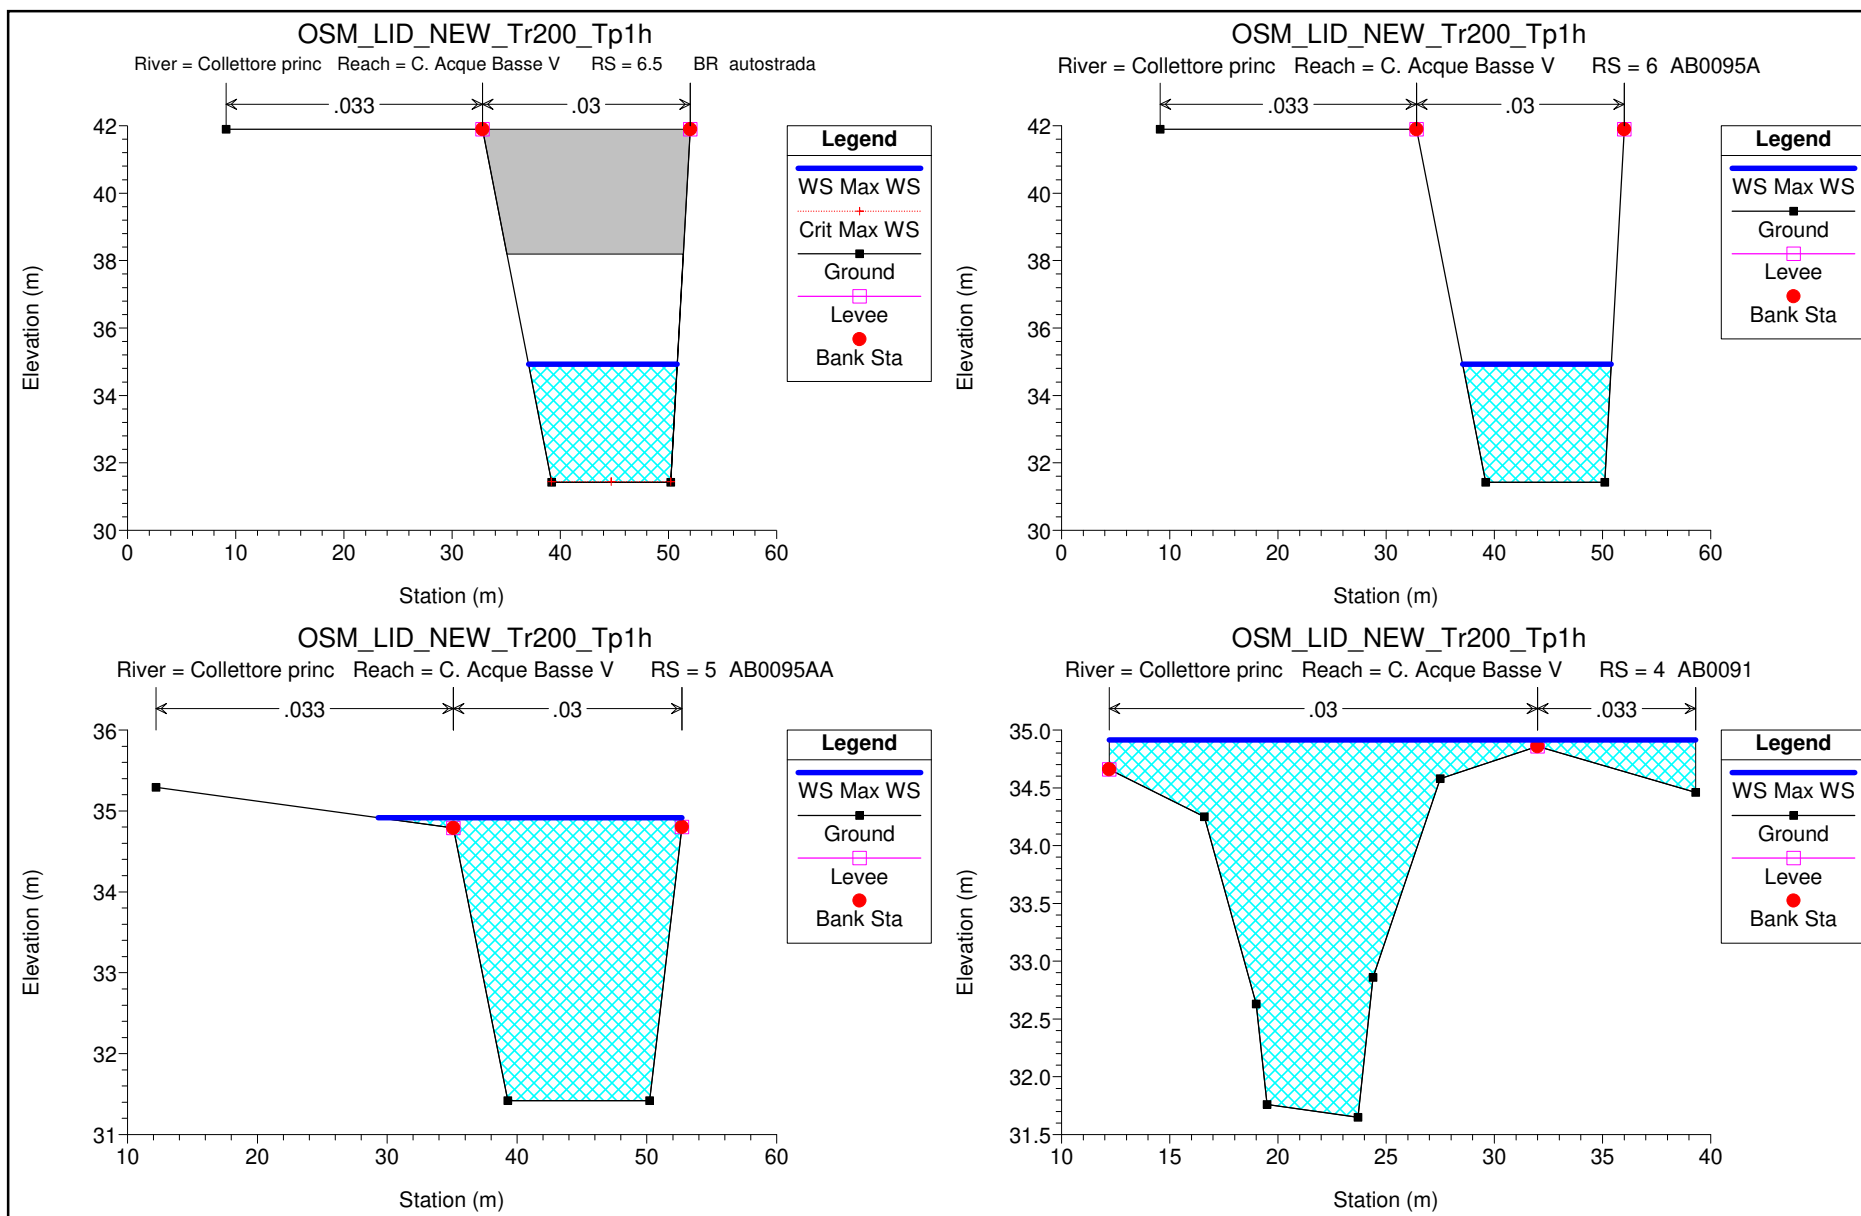 OSM_LID_NEW_Tr200_Tp1h
River = Collettore princ Reach = C. Acque Basse V RS = 6.5 BR autostrada
.033 .03
42
40
38
36
34
32
30
0 10 20 30 40 50 60
Elevation (m)
Station (m)
Legend
WS Max WS
Crit Max WS
Ground
Levee
Bank Sta
OSM_LID_NEW_Tr200_Tp1h
River = Collettore princ Reach = C. Acque Basse V RS = 6 AB0095A
.033 .03
42
40
38
36
34
32
30
0 10 20 30 40 50 60
Elevation (m)
Station (m)
Legend
WS Max WS
Ground
Levee
Bank Sta
OSM_LID_NEW_Tr200_Tp1h
River = Collettore princ Reach = C. Acque Basse V RS = 5 AB0095AA
.033 .03
36
35
34
33
32
31
10 20 30 40 50 60
Elevation (m)
Station (m)
Legend
WS Max WS
Ground
Levee
Bank Sta
OSM_LID_NEW_Tr200_Tp1h
River = Collettore princ Reach = C. Acque Basse V RS = 4 AB0091
.03 .033
35.0
34.5
34.0
33.5
33.0
32.5
32.0
31.5
10 15 20 25 30 35 40
Elevation (m)
Station (m)
Legend
WS Max WS
Ground
Levee
Bank Sta